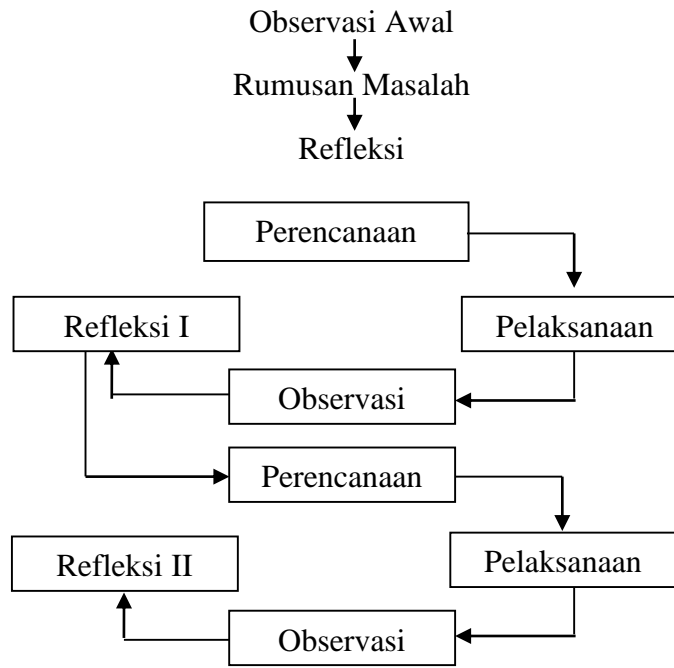 Observasi Awal
Rumusan Masalah
Refleksi
Perencanaan
Refleksi I
Pelaksanaan
Observasi
Perencanaan
Refleksi II
Pelaksanaan
Observasi